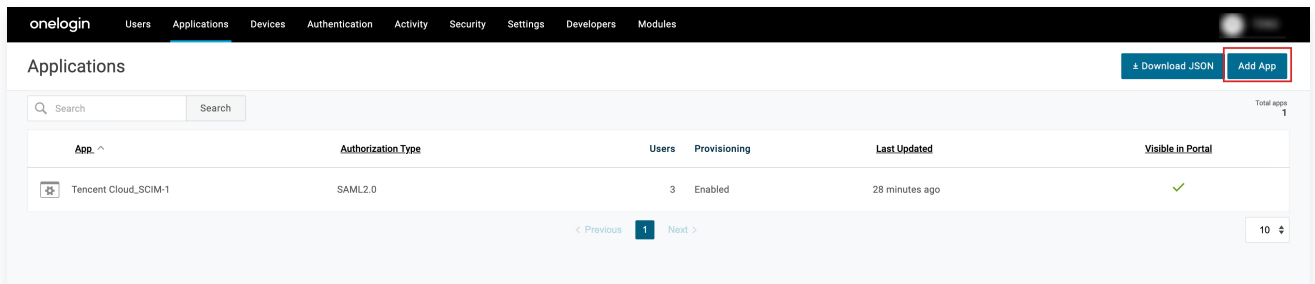 onelogin Users Applications Devices Authentication Activity Security Settings Developers Modules
Applications
Download JSON Add App
Search Search
Total apps
1
App Authorization Type Users Provisioning Last Updated Visible in Portal
Tencent Cloud_SCIM-1 SAML2.0 3 Enabled 28 minutes ago
< Previous 1 Next > 10